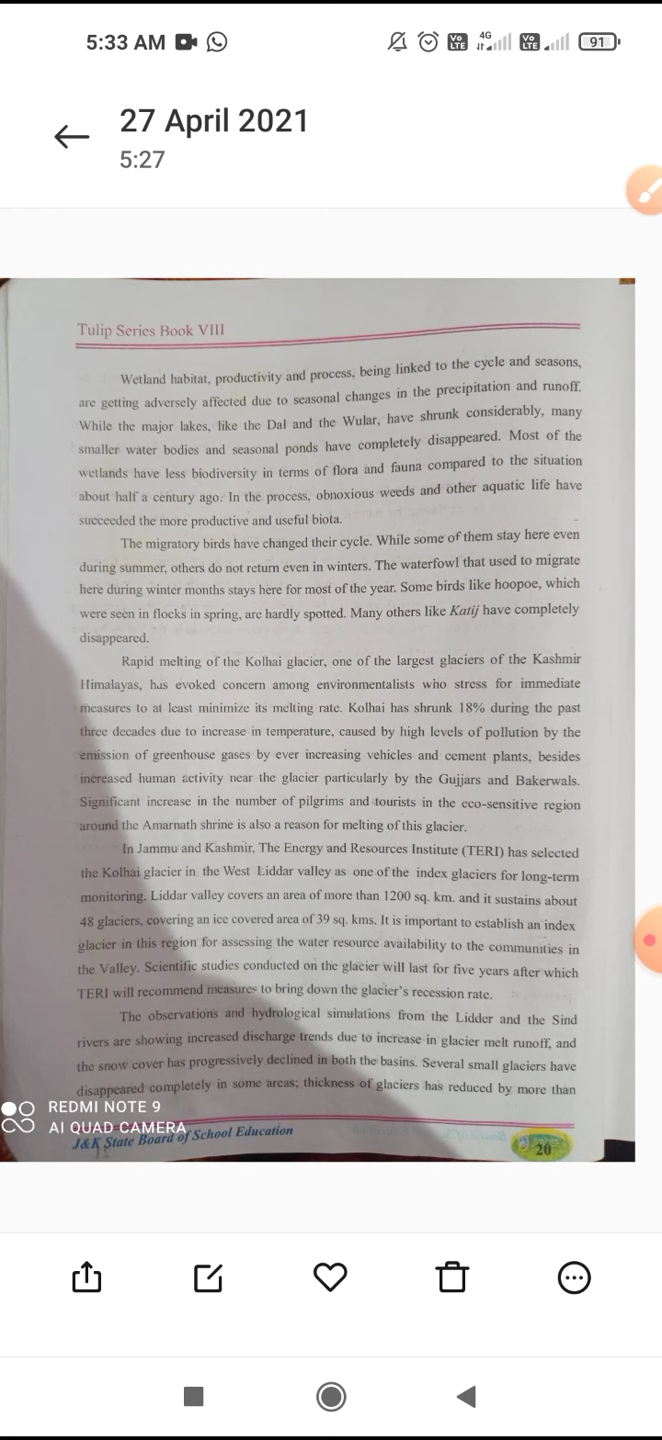 5:33 AM
Vo LTE 4G Vo LTE 91
27 April 2021
5:27
Tulip Series Book VIII
Wetland habitat, productivity and process, being linked to the cycle and seasons,
are getting adversely affected due to seasonal changes in the precipitation and runoff.
While the major lakes, like the Dal and the Wular, have shrunk considerably, many
smaller water bodies and seasonal ponds have completely disappeared. Most of the
wetlands have less biodiversity in terms of flora and fauna compared to the situation
about half a century ago. In the process, obnoxious weeds and other aquatic life have
succeeded the more productive and useful biota.
The migratory birds have changed their cycle. While some of them stay here even
during summer, others do not return even in winters. The waterfowl that used to migrate
here during winter months stays here for most of the year. Some birds like hoopoe, which
were seen in flocks in spring, are hardly spotted. Many others like Katij have completely
disappeared.
Rapid melting of the Kolhai glacier, one of the largest glaciers of the Kashmir
Himalayas, has evoked concern among environmentalists who stress for immediate
measures to at least minimize its melting rate. Kolhai has shrunk 18% during the past
three decades due to increase in temperature, caused by high levels of pollution by the
emission of greenhouse gases by ever increasing vehicles and cement plants, besides
increased human activity near the glacier particularly by the Gujjars and Bakerwals.
Significant increase in the number of pilgrims and tourists in the eco-sensitive region
around the Amarnath shrine is also a reason for melting of this glacier.
In Jammu and Kashmir, The Energy and Resources Institute (TERI) has selected
the Kolhai glacier in the West Liddar valley as one of the index glaciers for long-term
monitoring. Liddar valley covers an area of more than 1200 sq. km. and it sustains about
48 glaciers, covering an ice covered area of 39 sq. kms. It is important to establish an index
glacier in this region for assessing the water resource availability to the communities in
the Valley. Scientific studies conducted on the glacier will last for five years after which
TERI will recommend measures to bring down the glacier's recession rate.
The observations and hydrological simulations from the Lidder and the Sind
rivers are showing increased discharge trends due to increase in glacier melt runoff, and
the snow cover has progressively declined in both the basins. Several small glaciers have
disappeared completely in some areas; thickness of glaciers has reduced by more than
REDMI NOTE 9
AI QUAD CAMERA
J&K State Board of School Education
20